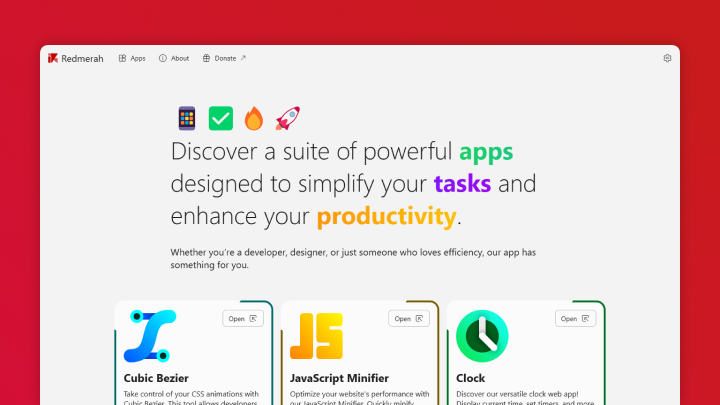 Redmerah Apps About Donate
Discover a suite of powerful apps
designed to simplify your tasks and
enhance your productivity.
Whether you're a developer, designer, or just someone who loves efficiency, our app has
something for you.
Open Open Open
JS
Cubic Bezier JavaScript Minifier Clock
Take control of your CSS animations with Optimize your website's performance with Discover our versatile clock web app!
Cubic Bezier. This tool allows developers our JavaScript Minifier. Quickly minify Display current time, set timers, and more